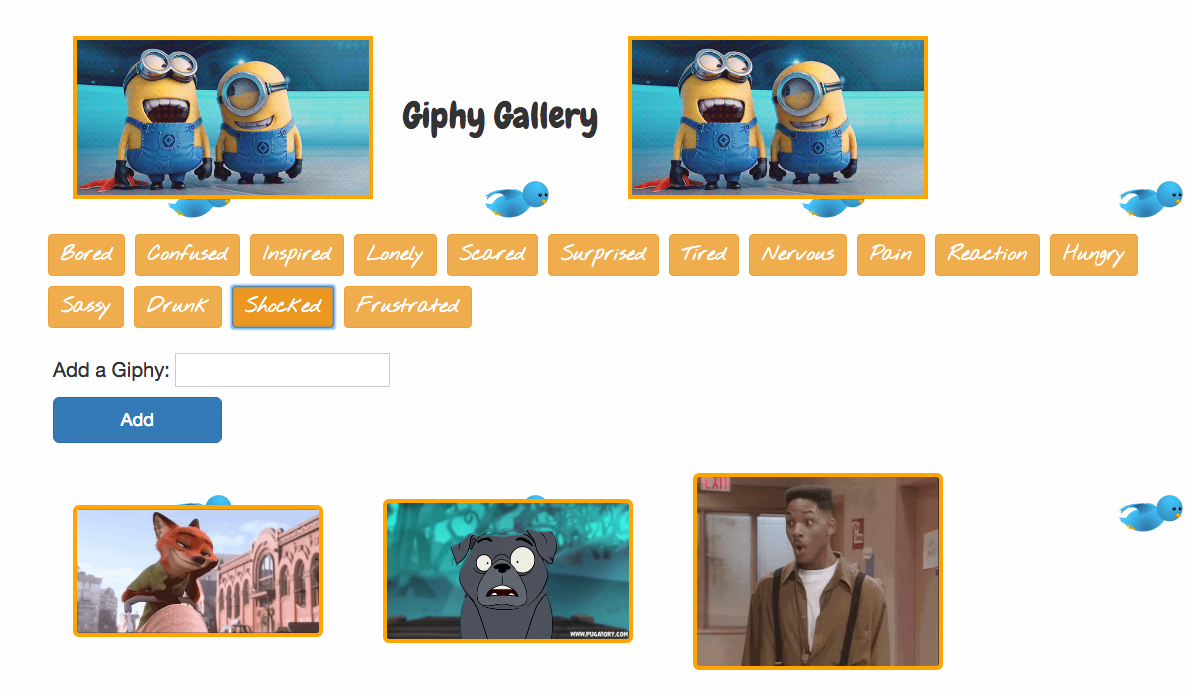 Giphy Gallery
Bored Confused Inspired Lonely Scared Surprised Tired Nervous Pain Reaction Hungry
Sassy Drunk Shocked Frustrated
Add a Giphy:
Add
EXIT
WWW.PUGATORY.COM